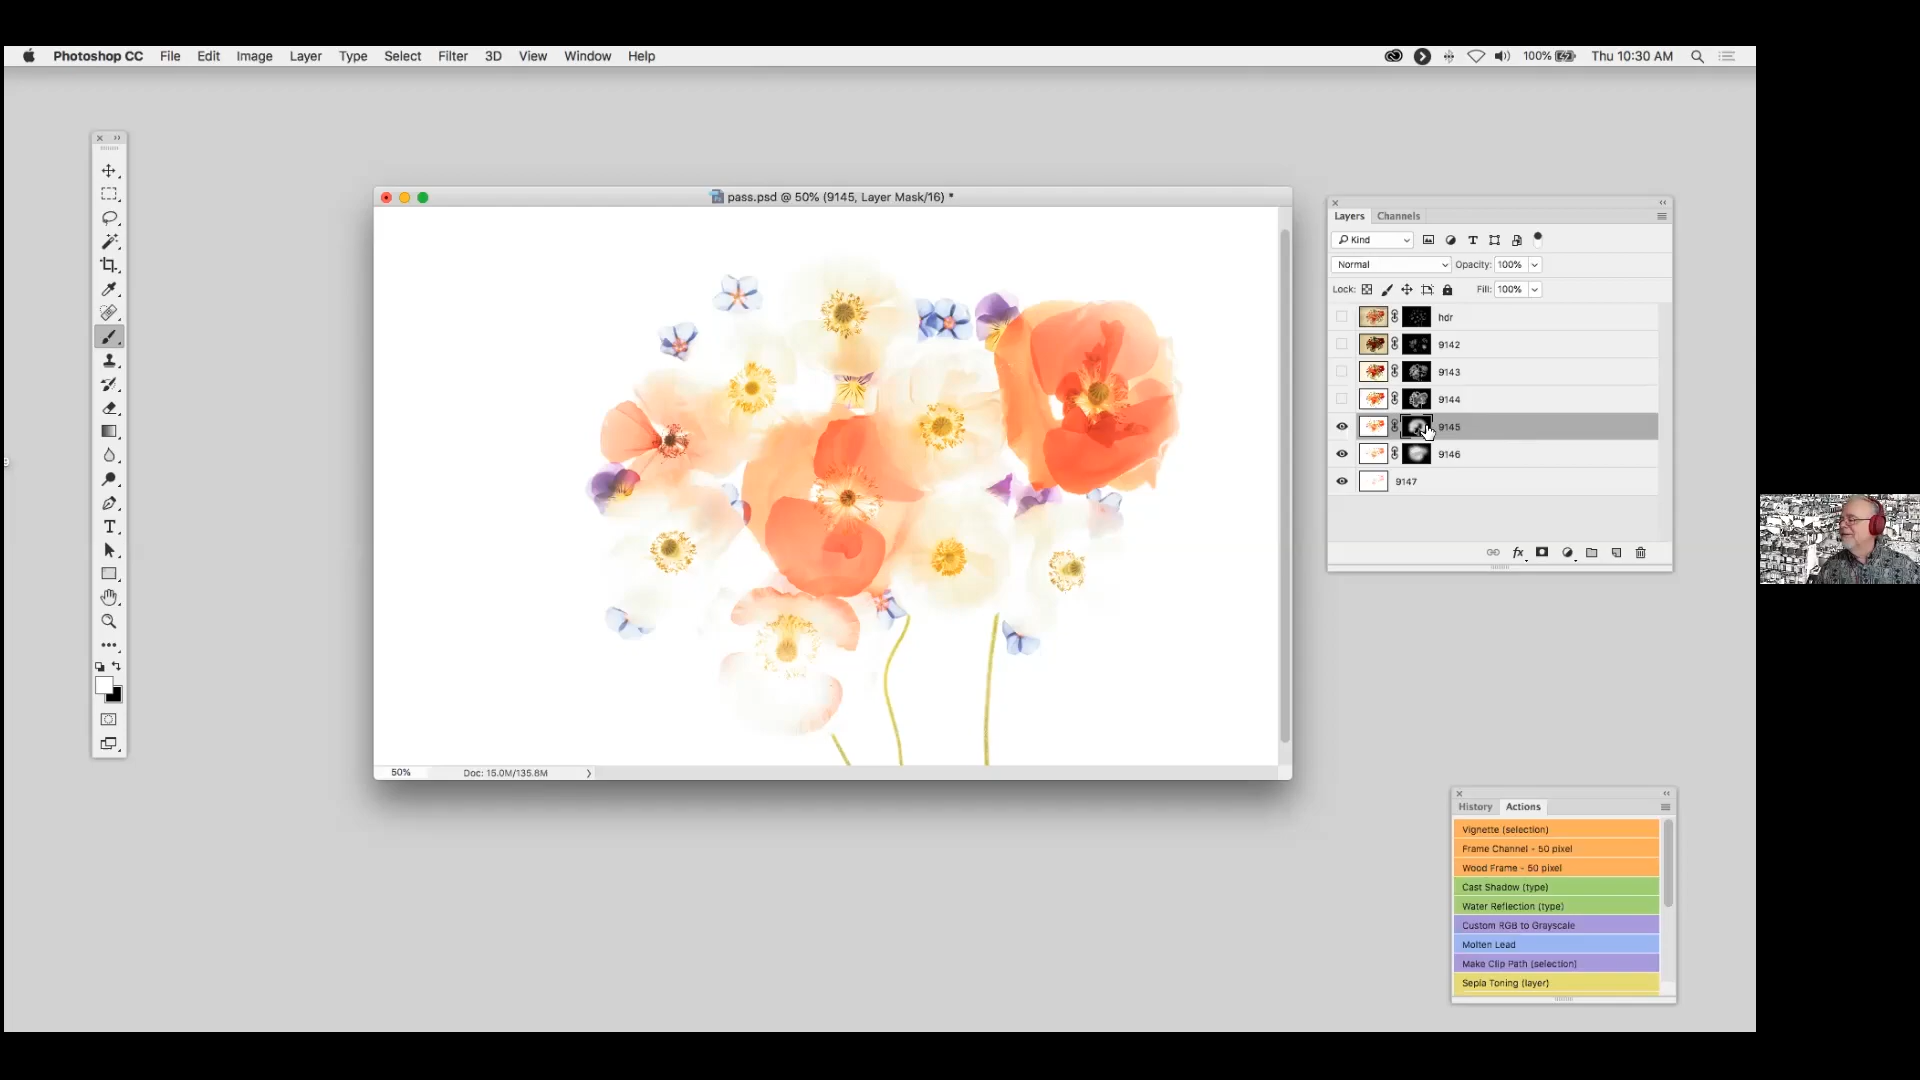 Photoshop CC File Edit Image Layer Type Select Filter 3D View Window Help 100% Thu 10:30 AM
pass.psd @ 50% (9145, Layer Mask/16) *
Layers Channels
Kind
Normal Opacity: 100%
Lock: Fill: 100%
hdr
9142
9143
9144
9145
9146
9147
50% Doc: 15.0M/135.8M
History Actions
Vignette (selection)
Frame Channel - 50 pixel
Wood Frame - 50 pixel
Cast Shadow (type)
Water Reflection (type)
Custom RGB to Grayscale
Molten Lead
Make Clip Path (selection)
Sepia Toning (layer)